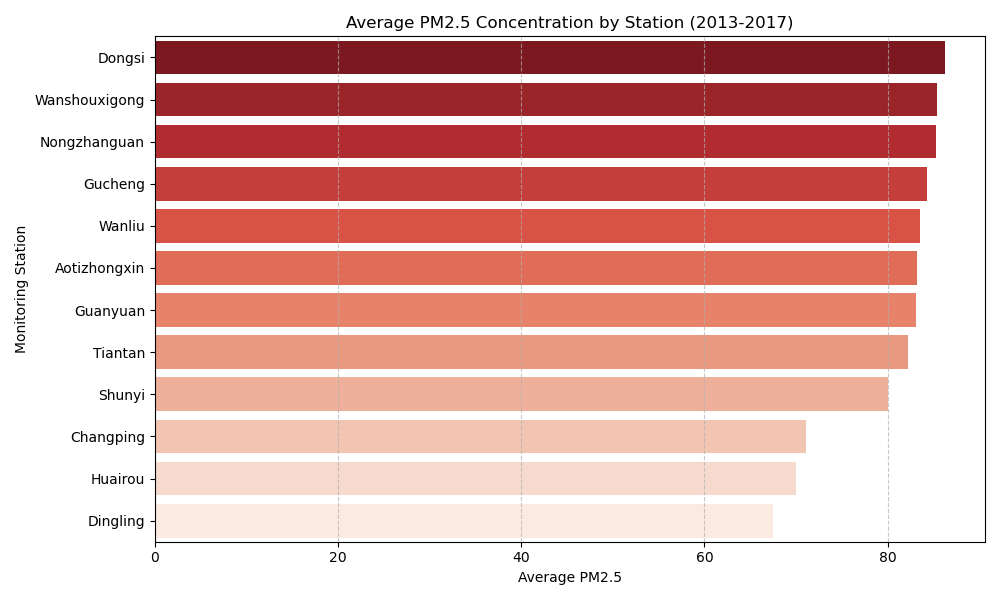 Average PM2.5 Concentration by Station (2013-2017)
Monitoring Station
Dongsi
Wanshouxigong
Nongzhanguan
Gucheng
Wanliu
Aotizhongxin
Guanyuan
Tiantan
Shunyi
Changping
Huairou
Dingling
0 20 40 60 80
Average PM2.5